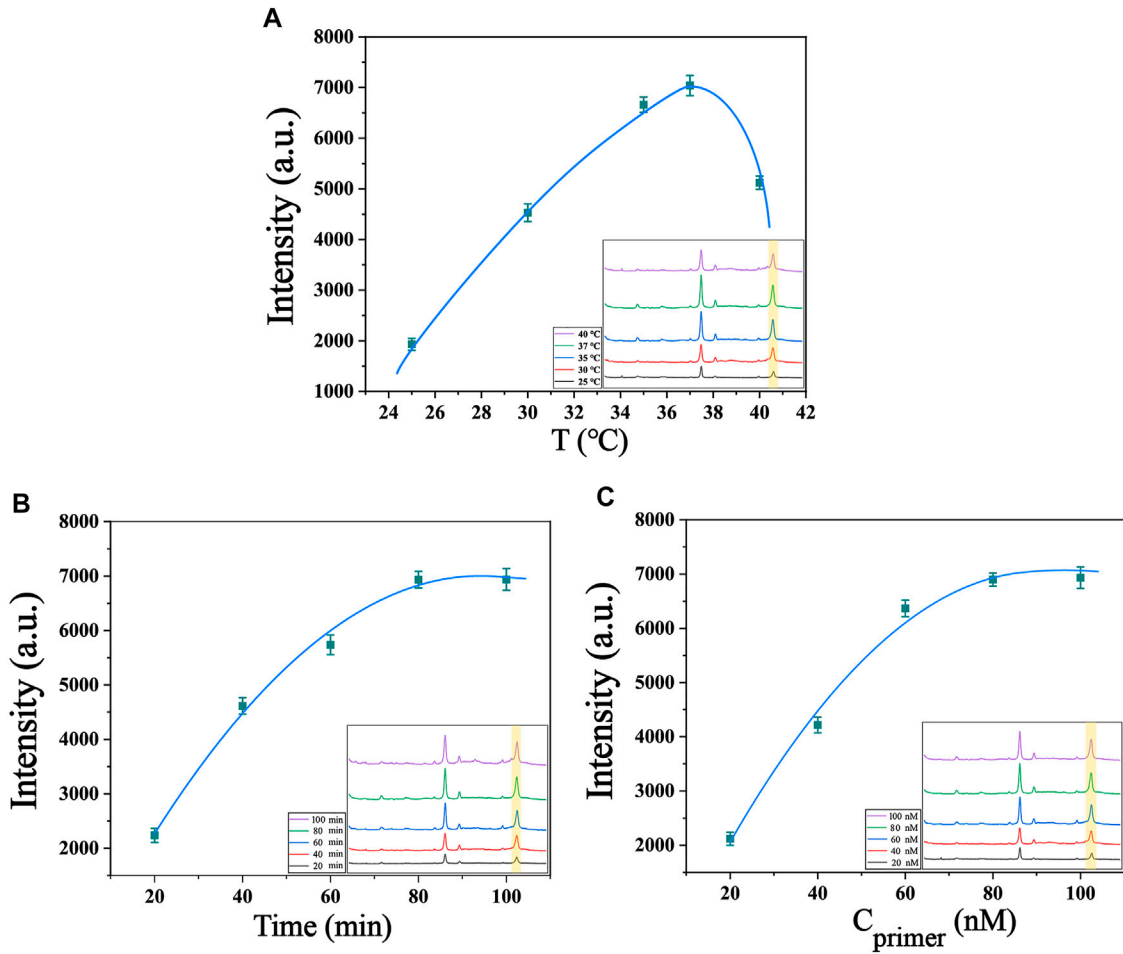 A
8000
7000
6000
5000
4000
3000
2000
1000
Intensity (a.u.)
40 ℃
37 ℃
35 ℃
30 ℃
25 ℃
24 26 28 30 32 34 36 38 40 42
T (℃)
B
8000
7000
6000
5000
4000
3000
2000
Intensity (a.u.)
100 min
80 min
60 min
40 min
20 min
20 40 60 80 100
Time (min)
C
8000
7000
6000
5000
4000
3000
2000
Intensity (a.u.)
100 nM
80 nM
60 nM
40 nM
20 nM
20 40 60 80 100
C primer (nM)